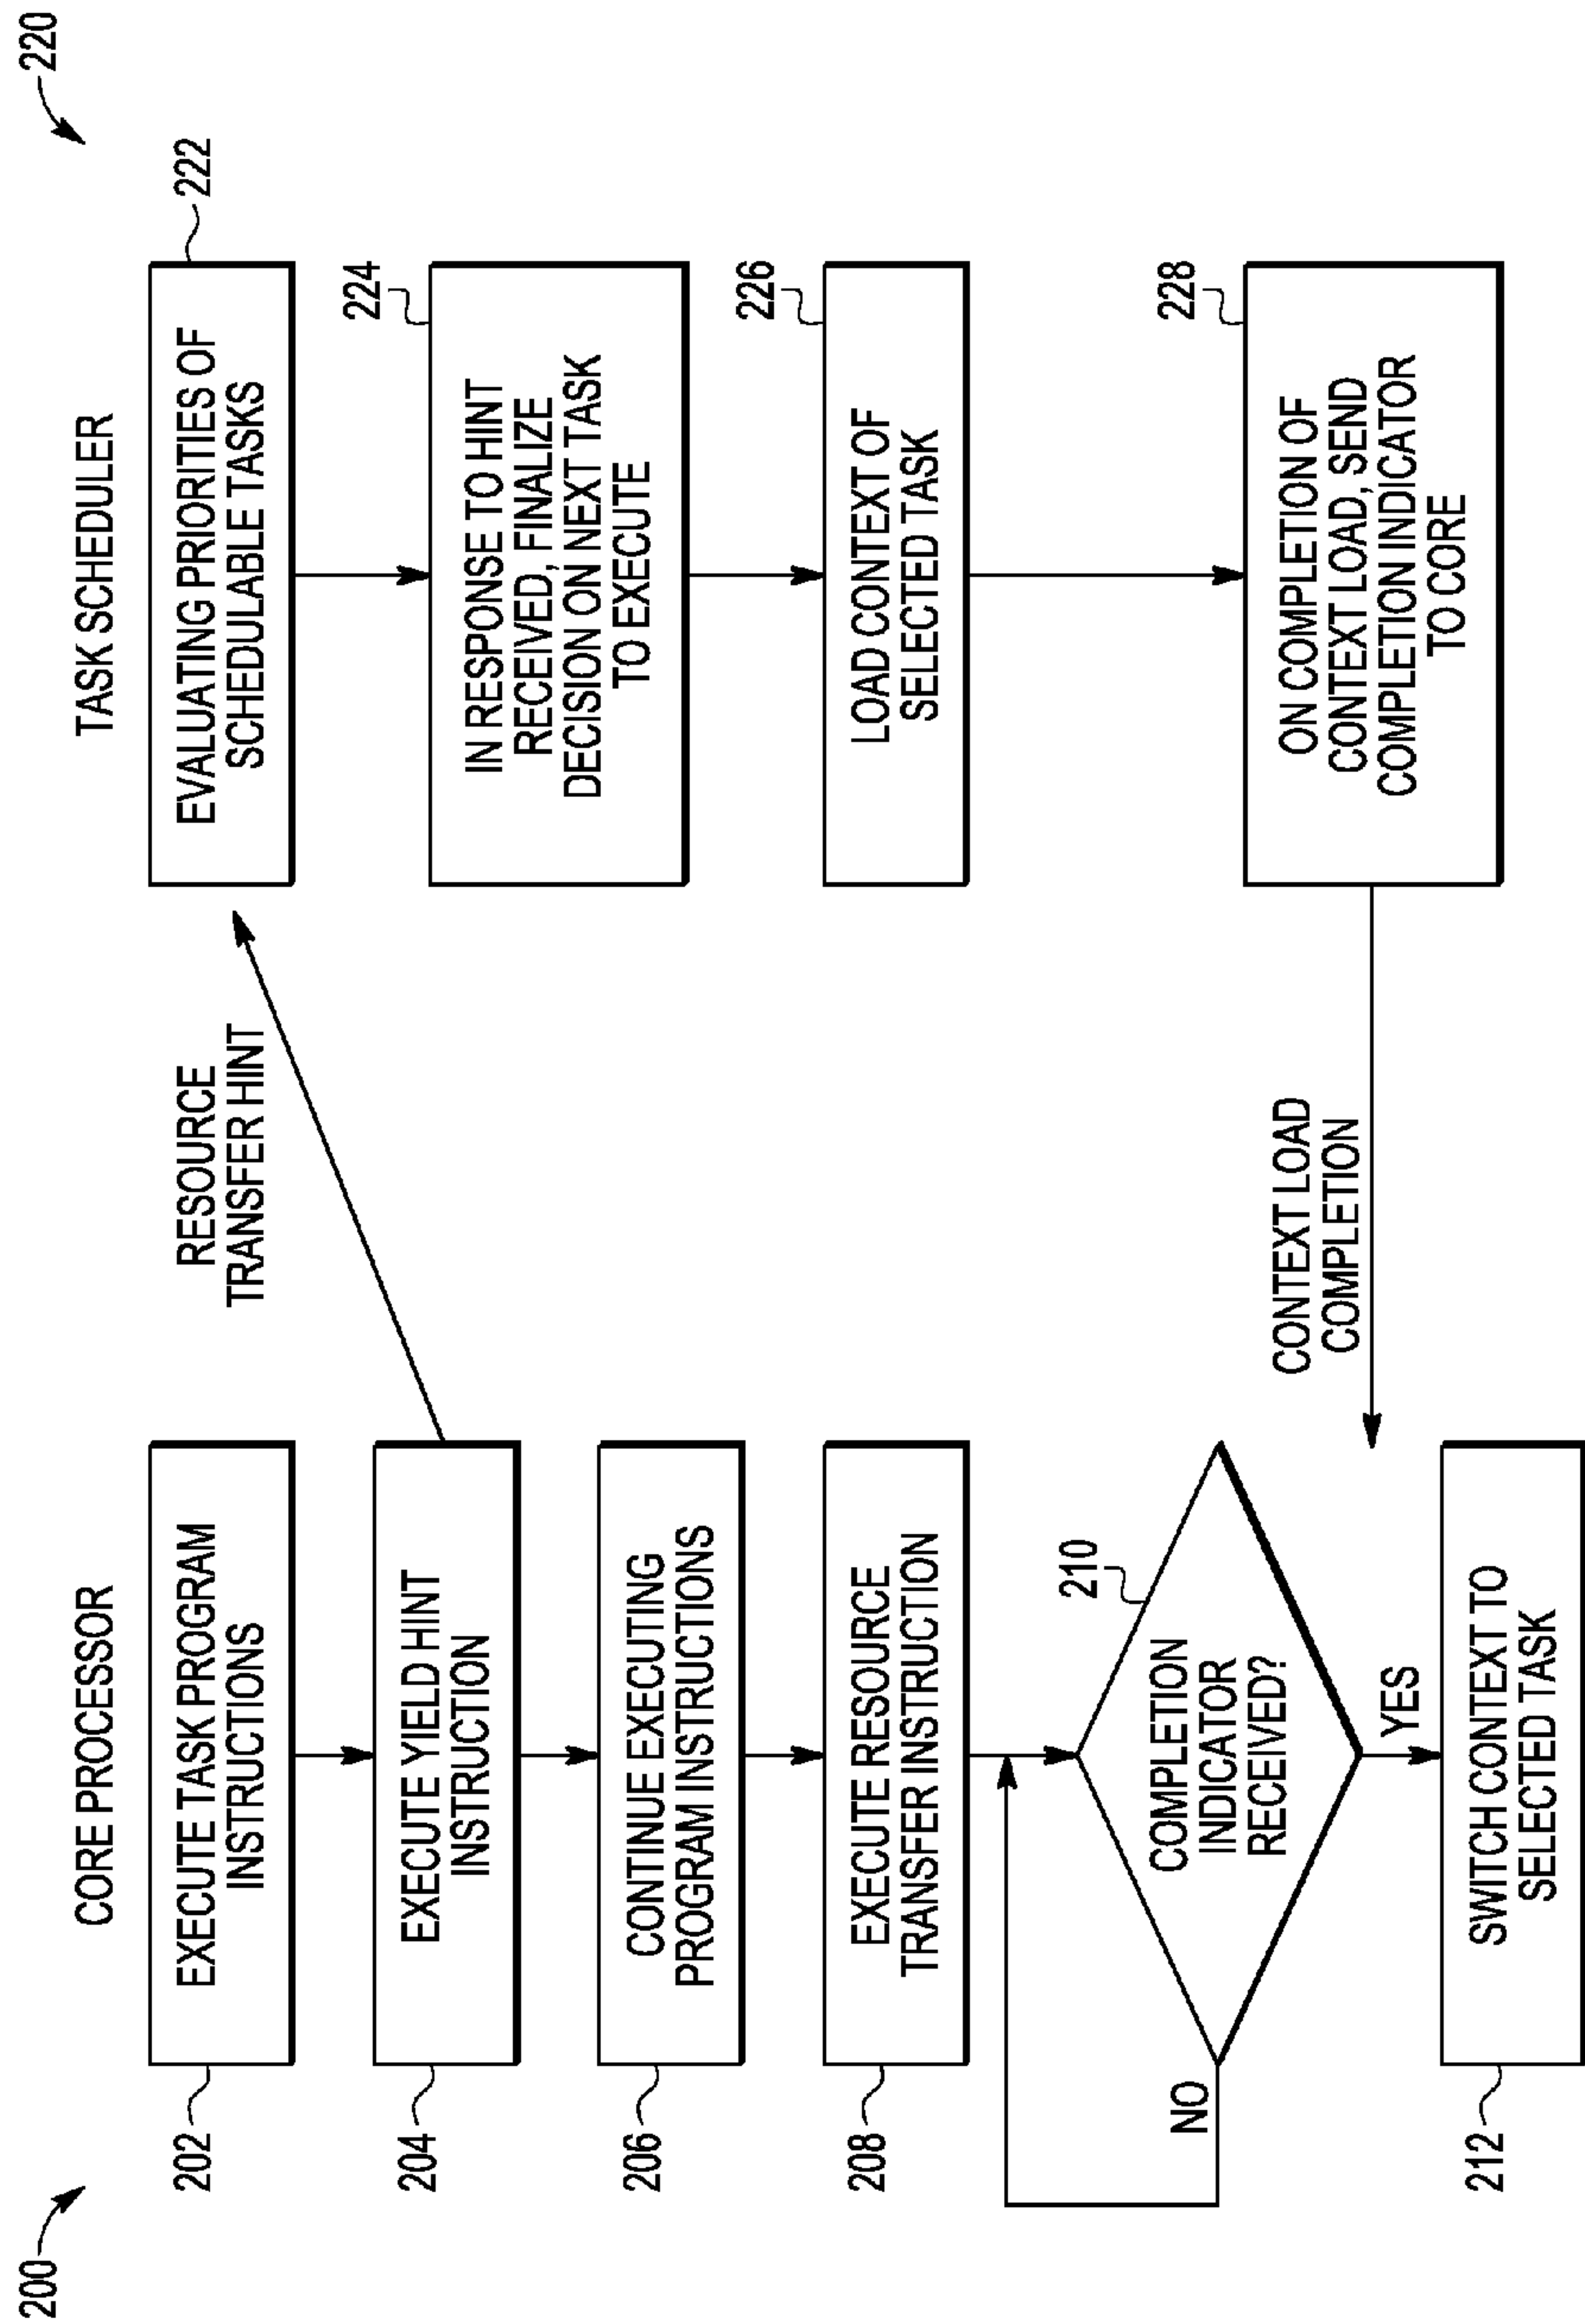 200
220
CORE PROCESSOR
202
EXECUTE TASK PROGRAM
INSTRUCTIONS
204
EXECUTE YIELD HINT
INSTRUCTION
206
CONTINUE EXECUTING
PROGRAM INSTRUCTIONS
208
EXECUTE RESOURCE
TRANSFER INSTRUCTION
210
COMPLETION
INDICATOR
RECEIVED?
NO
YES
212
SWITCH CONTEXT TO
SELECTED TASK
RESOURCE
TRANSFER HINT
CONTEXT LOAD
COMPLETION
TASK SCHEDULER
222
EVALUATING PRIORITIES OF
SCHEDULABLE TASKS
224
IN RESPONSE TO HINT
RECEIVED, FINALIZE
DECISION ON NEXT TASK
TO EXECUTE
226
LOAD CONTEXT OF
SELECTED TASK
228
ON COMPLETION OF
CONTEXT LOAD, SEND
COMPLETION INDICATOR
TO CORE